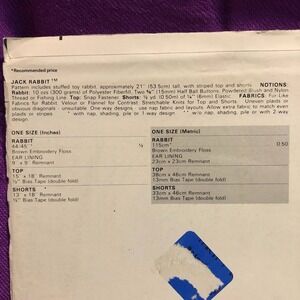 *Recommended price
JACK RABBIT™
Pattern includes stuffed toy rabbit, approximately 21" (53.5cm) tall, with striped top and shorts. NOTIONS:
Rabbit: 10 ozs (300 grams) of Polyester Fiberfill, Two ⅝" (15mm) Half Ball Buttons, Powdered Blush and Nylon
Thread or Fishing Line. Top: Snap Fastener. Shorts: ½ yd. (0.50m) of ¼" (6mm) Elastic. FABRICS: Fur-Like
Fabrics for Rabbit. Velour or Flannel for Contrast. Stretchable Knits for Top and Shorts. Uneven plaids or
obvious diagonals - unsuitable. One-way designs - use nap yardages and layouts. Allow extra fabric to match even
plaids or stripes. * with nap, shading, pile or 1-way design. ** w/o nap, shading, pile or with 2-way
design.
ONE SIZE (Inches)
RABBIT
44 45"
Brown Embroidery Floss
EAR LINING
9" x 9" Remnant
TOP
15" x 18" Remnant
½" Bias Tape (double fold)
SHORTS
13" x 18" Remnant
½" Bias Tape (double fold)
ONE SIZE (Metric)
RABBIT
115cm 0.50
Brown Embroidery Floss
EAR LINING
23cm x 23cm Remnant
TOP
38cm x 46cm Remnant
13mm Bias Tape (double fold)
SHORTS
33cm x 46cm Remnant
13mm Bias Tape (double fold)